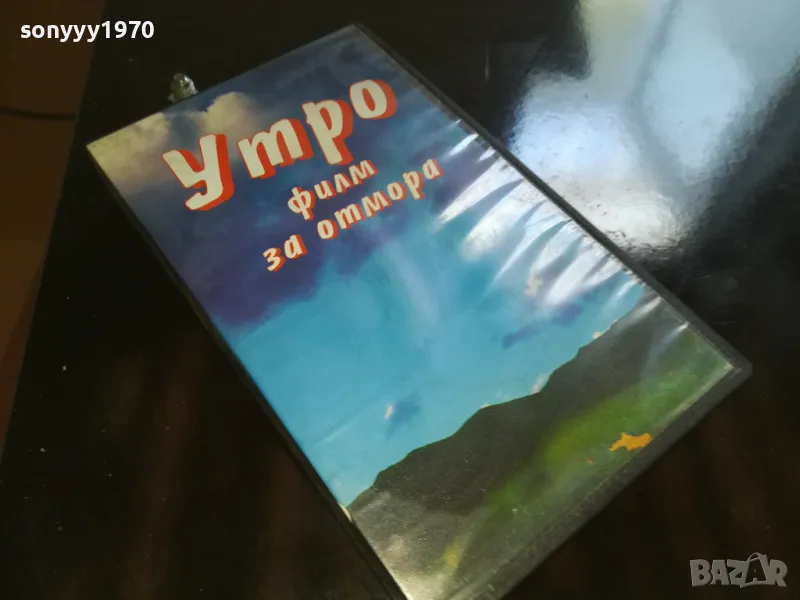 sonyyy1970
Утро
филм
за отмора
BAZAR